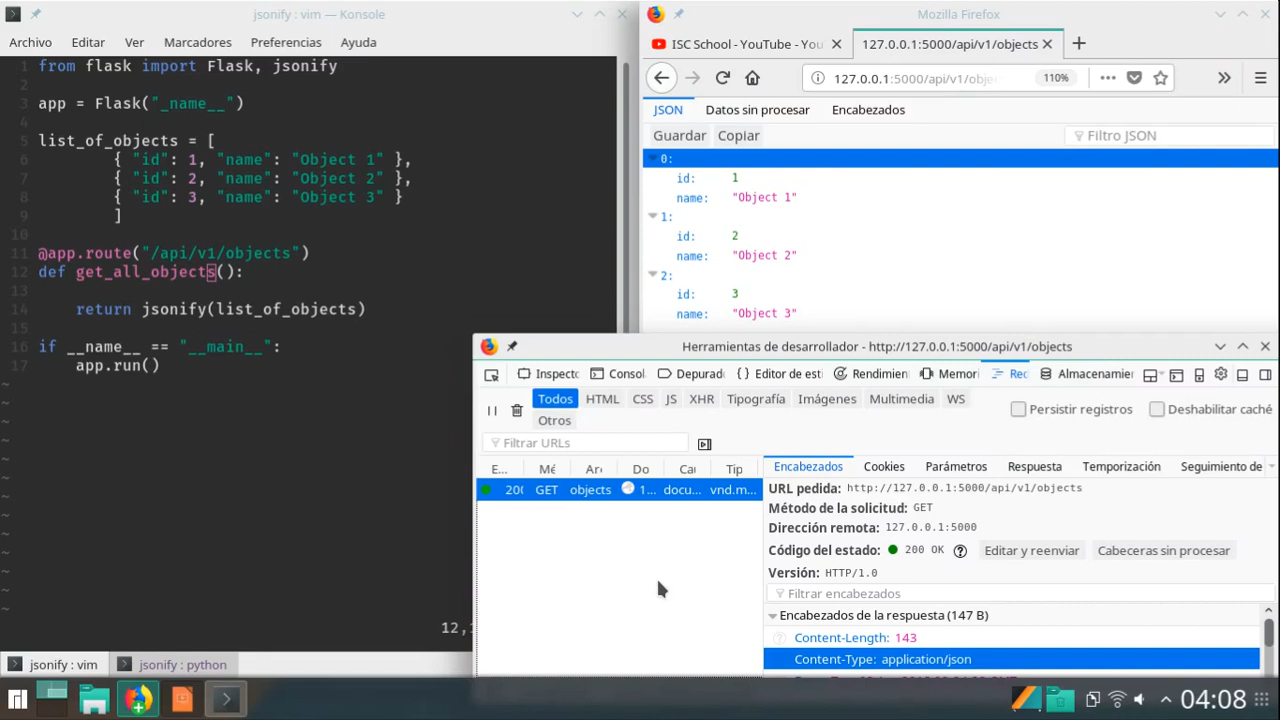 jsonify : vim — Konsole
Archivo Editar Ver Marcadores Preferencias Ayuda
1 from flask import Flask, jsonify
2
3 app = Flask("_name__")
4
5 list_of_objects = [
6 { "id": 1, "name": "Object 1" },
7 { "id": 2, "name": "Object 2" },
8 { "id": 3, "name": "Object 3" }
9 ]
10
11 @app.route("/api/v1/objects")
12 def get_all_objects():
13
14 return jsonify(list_of_objects)
15
16 if __name__ == "__main__":
17 app.run()
~
~
~
~
~
~
~
~
~
~
~
~
~
jsonify : vim jsonify : python
Mozilla Firefox
ISC School - YouTube - You 127.0.0.1:5000/api/v1/objects
127.0.0.1:5000/api/v1/obje 110%
JSON Datos sin procesar Encabezados
Guardar Copiar Filtro JSON
0:
id: 1
name: "Object 1"
1:
id: 2
name: "Object 2"
2:
id: 3
name: "Object 3"
Herramientas de desarrollador - http://127.0.0.1:5000/api/v1/objects
Inspecto Consol Depurado Editor de esti Rendimien Memori Red Almacenamien
Todos HTML CSS JS XHR Tipografía Imágenes Multimedia WS Persistir registros Deshabilitar caché
Otros
Filtrar URLs
E... Mé Ar Do Ca Tip
200 GET objects 1... docu... vnd.m...
Encabezados Cookies Parámetros Respuesta Temporización Seguimiento de
URL pedida: http://127.0.0.1:5000/api/v1/objects
Método de la solicitud: GET
Dirección remota: 127.0.0.1:5000
Código del estado: 200 OK Editar y reenviar Cabeceras sin procesar
Versión: HTTP/1.0
Filtrar encabezados
Encabezados de la respuesta (147 B)
Content-Length: 143
Content-Type: application/json
04:08